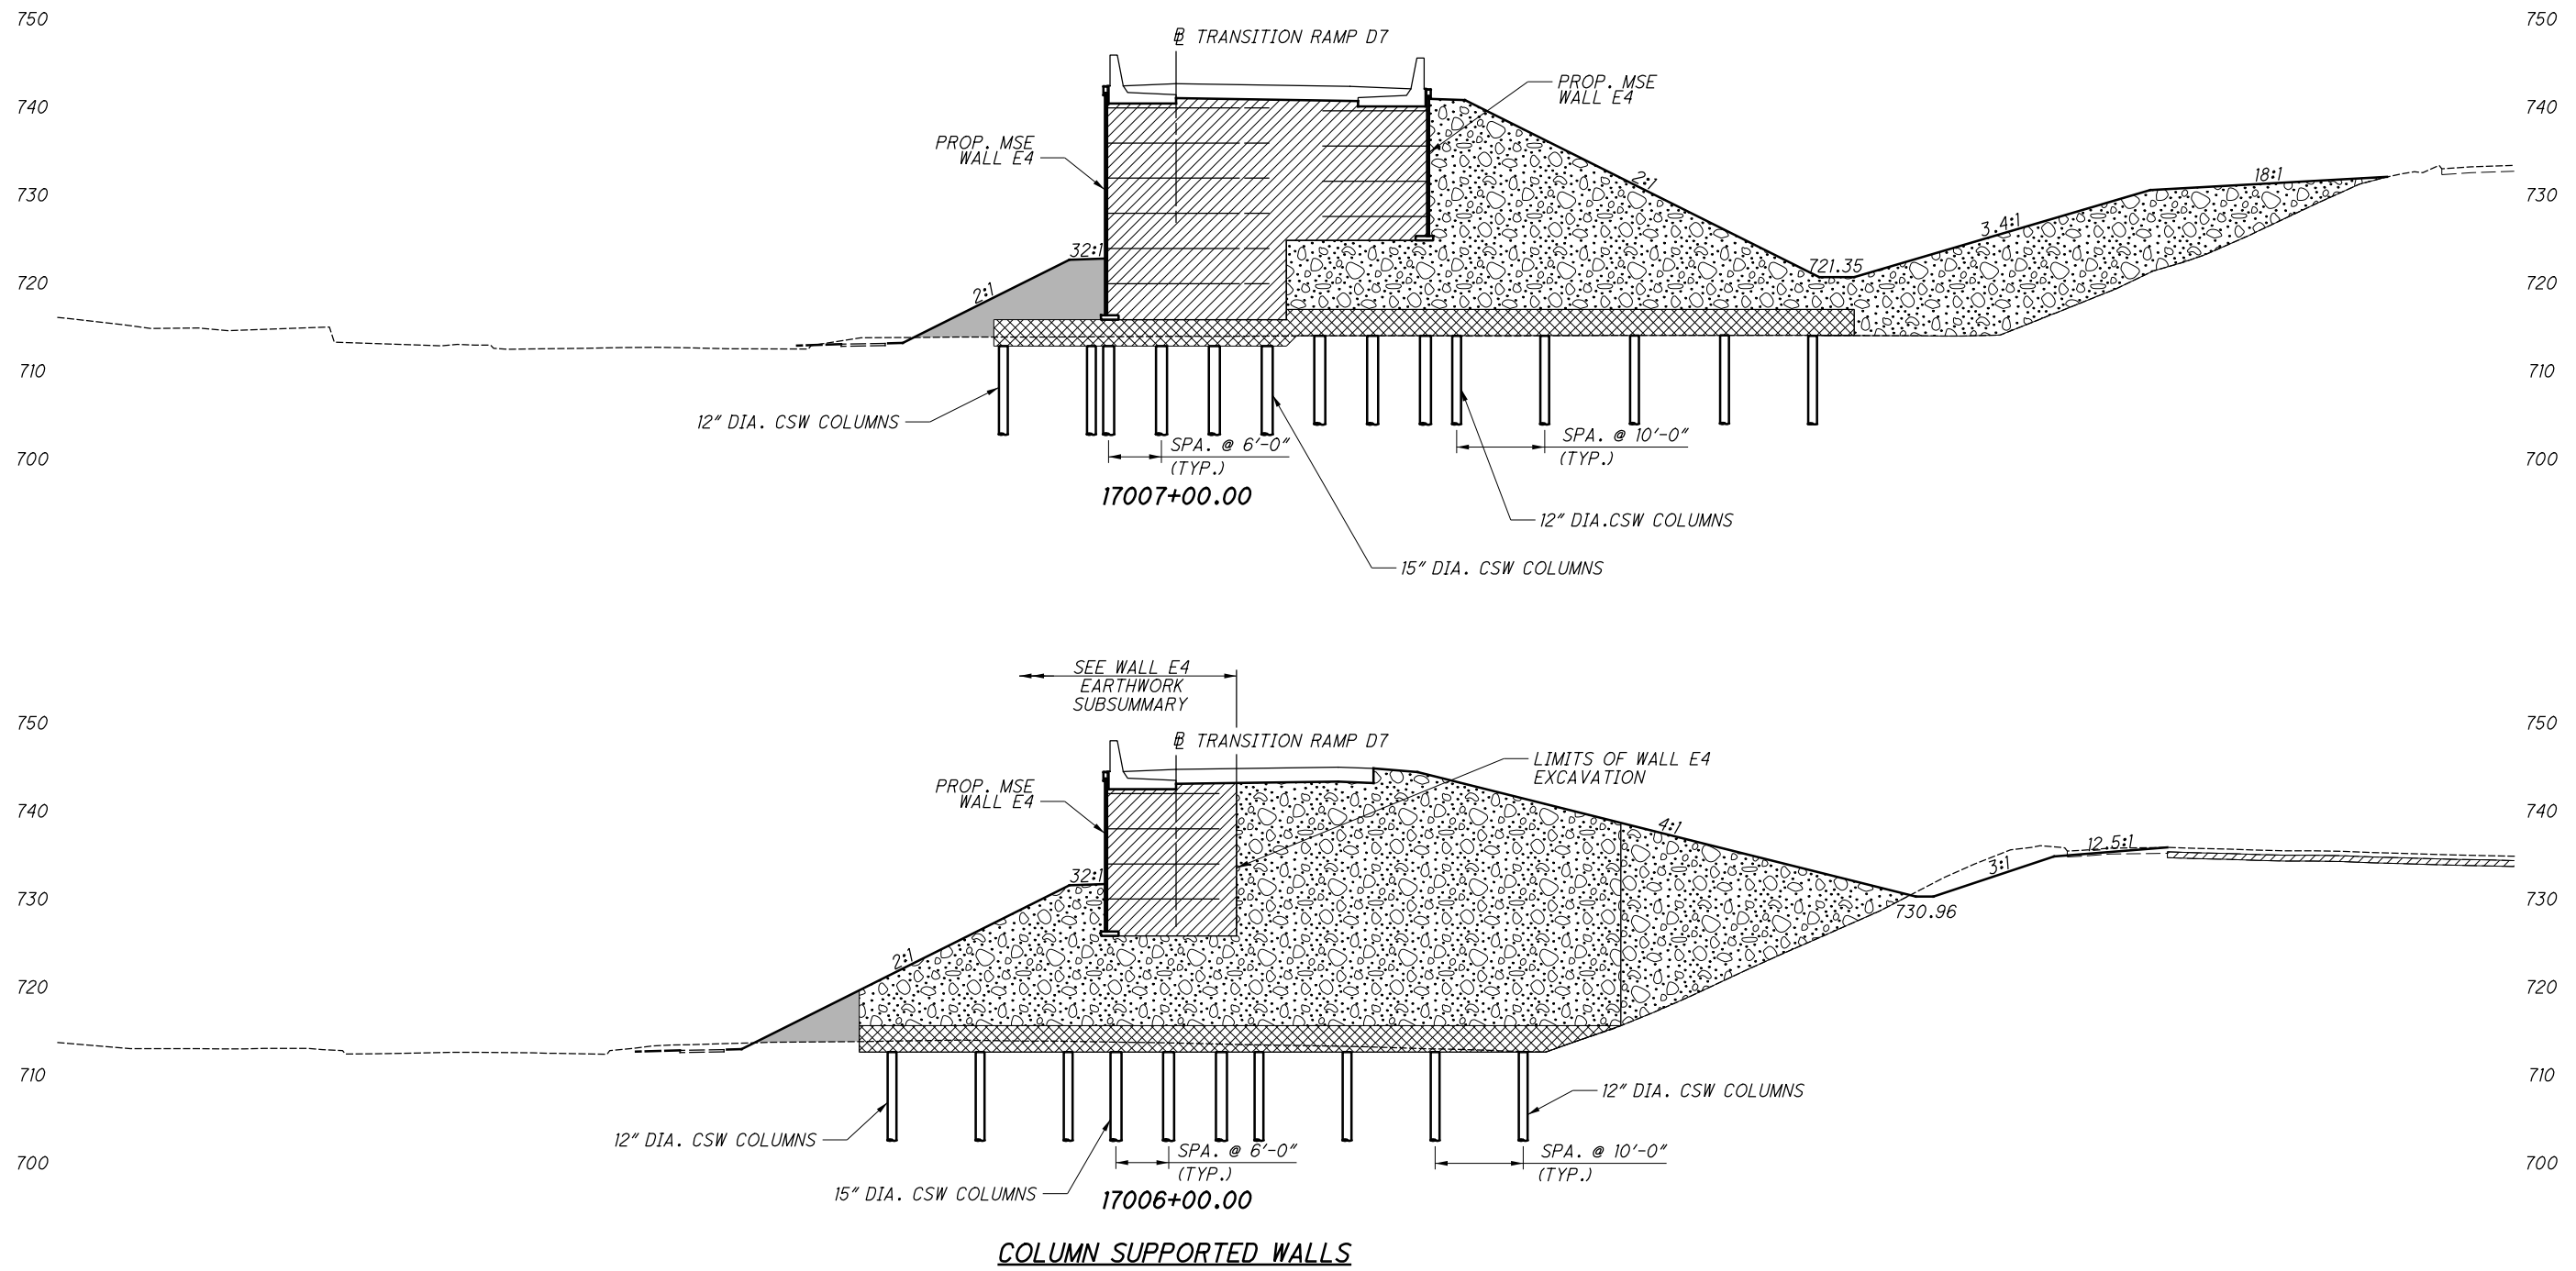 750
750
℄ TRANSITION RAMP D7
PROP. MSE
WALL E4
740
740
PROP. MSE
WALL E4
2:1
18:1
730
730
3.4:1
32:1
721.35
2:1
720
720
710
710
12" DIA. CSW COLUMNS
SPA. @ 6'-0"
(TYP.)
SPA. @ 10'-0"
(TYP.)
700
700
17007+00.00
12" DIA.CSW COLUMNS
15" DIA. CSW COLUMNS
SEE WALL E4
EARTHWORK
SUBSUMMARY
750
750
℄ TRANSITION RAMP D7
LIMITS OF WALL E4
EXCAVATION
PROP. MSE
WALL E4
740
740
4:1
12.5:1
3:1
32:1
730
730
730.96
2:1
720
720
710
710
12" DIA. CSW COLUMNS
12" DIA. CSW COLUMNS
SPA. @ 6'-0"
(TYP.)
SPA. @ 10'-0"
(TYP.)
700
700
15" DIA. CSW COLUMNS
17006+00.00
COLUMN SUPPORTED WALLS